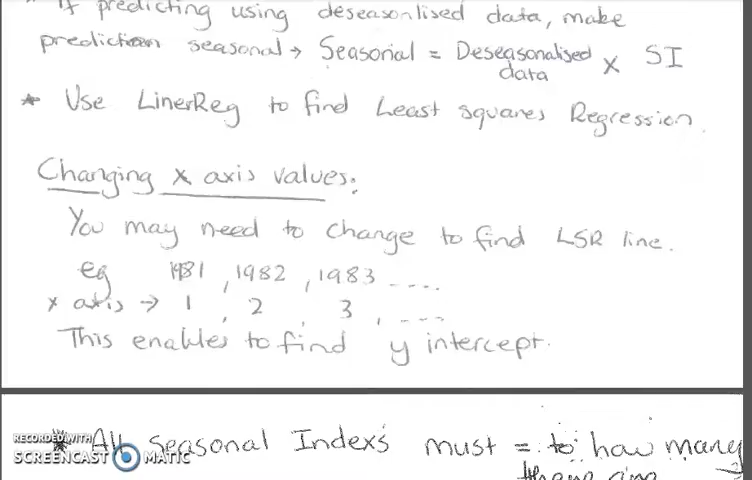 * If predicting using deseasonlised data, make
prediction seasonal → Seasonal = Deseasonalised data × SI
* Use LinerReg to find Least squares Regression.
Changing x axis values:
You may need to change to find LSR line.
eg 1981, 1982, 1983 ....
x axis → 1, 2, 3, ....
This enables to find y intercept.
* All Seasonal Indexs must = to how many
RECORDED WITH
SCREENCAST MATIC